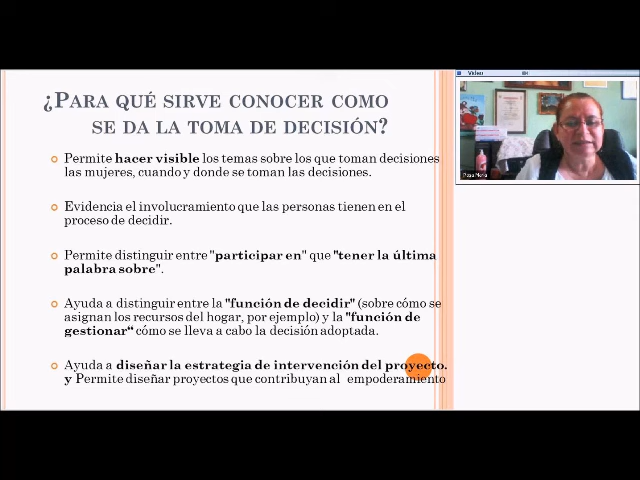 ¿Para qué sirve conocer como
se da la toma de decisión?
Permite hacer visible los temas sobre los que toman decisiones
las mujeres, cuando y donde se toman las decisiones.
Evidencia el involucramiento que las personas tienen en el
proceso de decidir.
Permite distinguir entre "participar en" que "tener la última
palabra sobre".
Ayuda a distinguir entre la "función de decidir" (sobre cómo se
asignan los recursos del hogar, por ejemplo) y la "función de
gestionar“ cómo se lleva a cabo la decisión adoptada.
Ayuda a diseñar la estrategia de intervención del proyecto.
y Permite diseñar proyectos que contribuyan al empoderamiento
Video